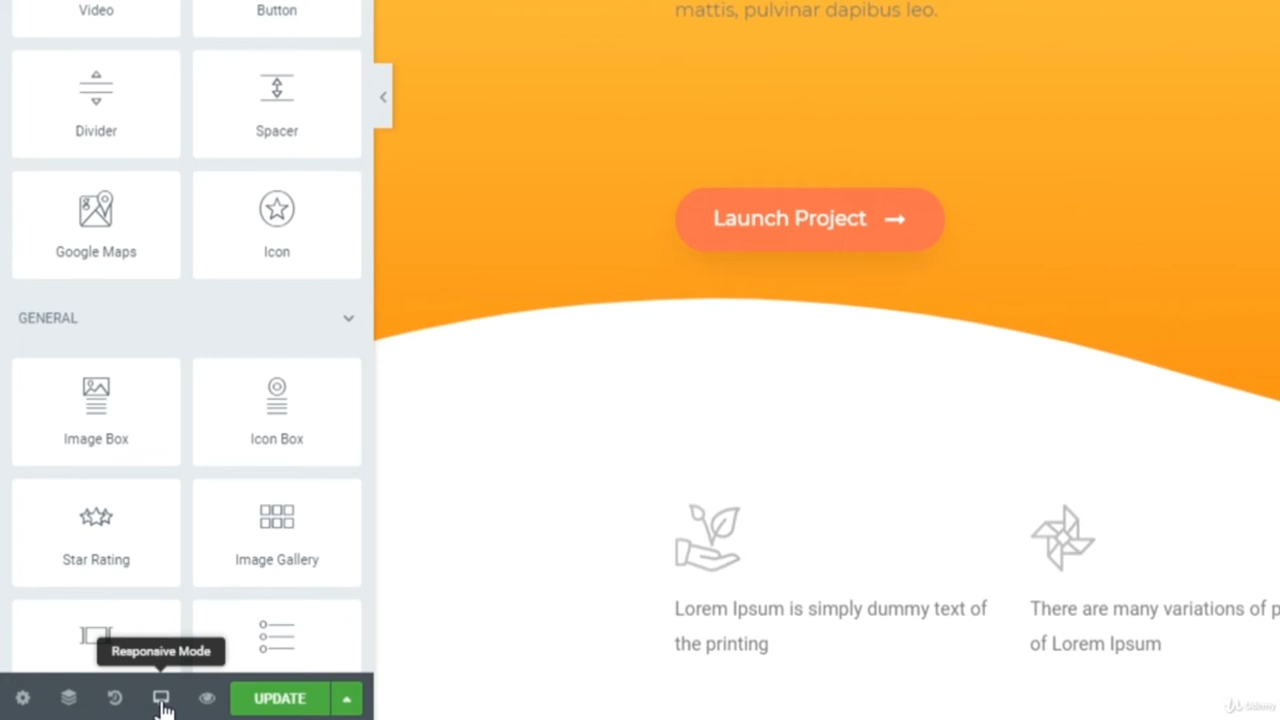 Video
Button
mattis, pulvinar dapibus leo.
Divider
Spacer
Launch Project
Google Maps
Icon
GENERAL
Image Box
Icon Box
Star Rating
Image Gallery
Lorem Ipsum is simply dummy text of
the printing
There are many variations of p
of Lorem Ipsum
Responsive Mode
UPDATE
Udemy